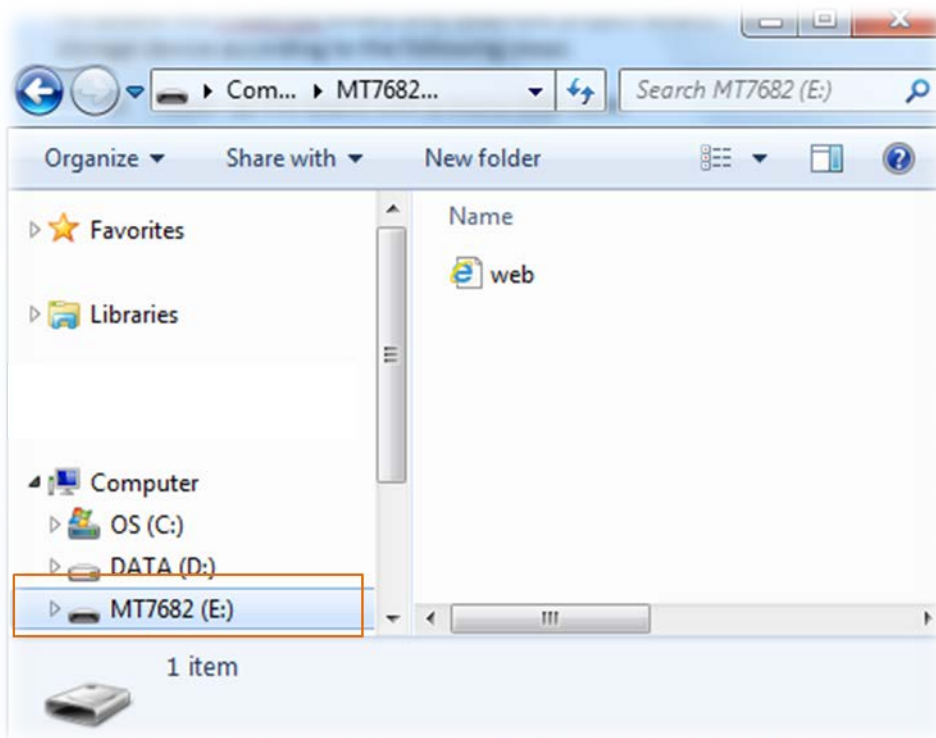 Com... MT7682... Search MT7682 (E:)
Organize Share with New folder
Name
Favorites
web
Libraries
Computer
OS (C:)
DATA (D:)
MT7682 (E:)
1 item